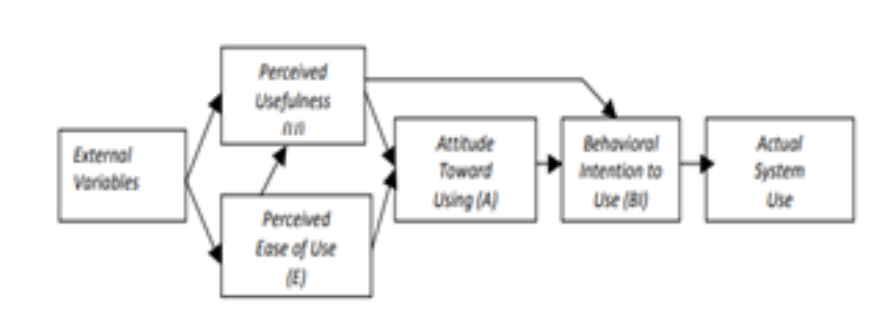 Perceived
Usefulness
External
Variables
Perceived
Ease of Use
(E)
Attitude
Toward
Using (A)
Behavioral
Intention to
Use (BI)
Actual
System
Use